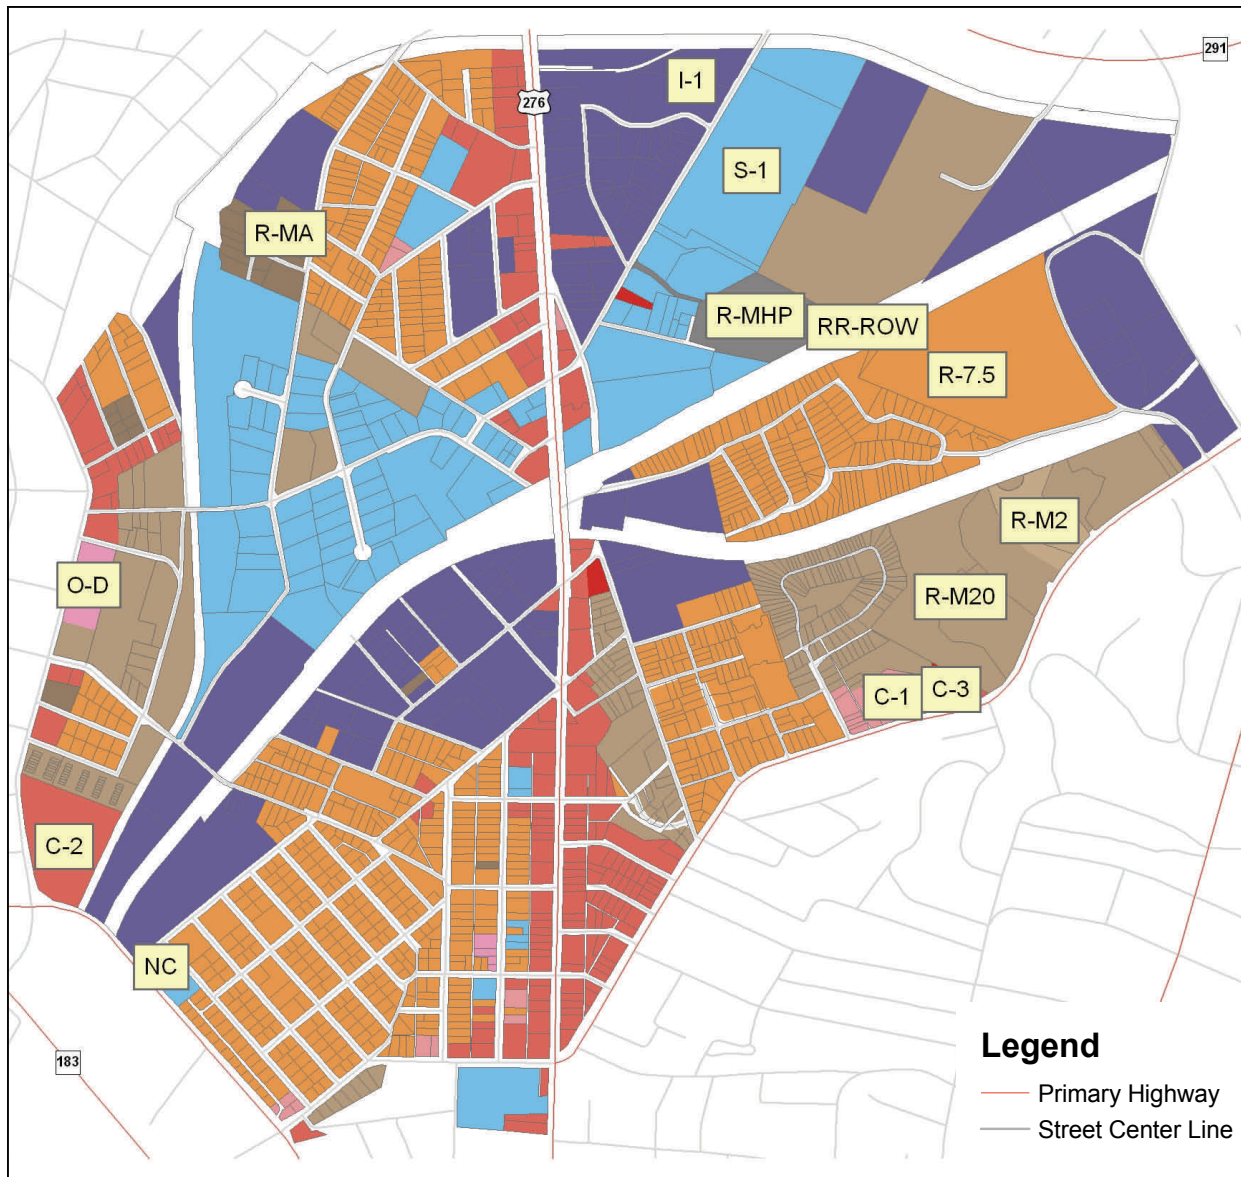 291
I-1
276
S-1
R-MA
R-MHP
RR-ROW
R-7.5
R-M2
O-D
R-M20
C-1
C-3
C-2
NC
183
Legend
Primary Highway
Street Center Line